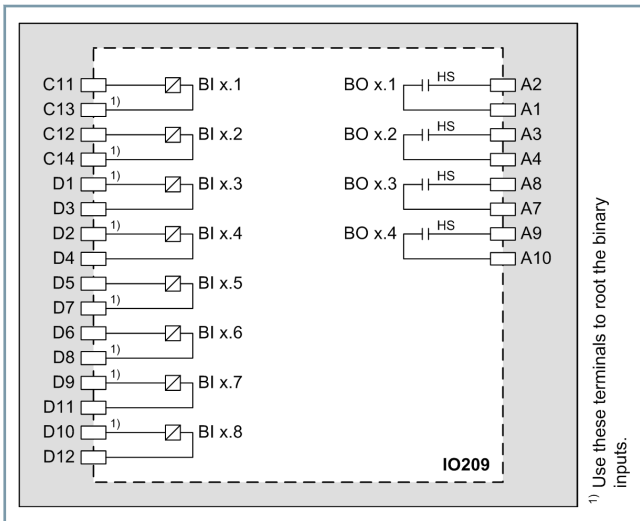 C11 BI x.1 BO x.1 HS A2
C13 1) A1
C12 1) BI x.2 BO x.2 HS A3
C14 A4
D1 1) BI x.3 BO x.3 HS A8
D3 A7
D2 1) BI x.4 BO x.4 HS A9
D4 A10
D5 BI x.5
D7 1)
D6 BI x.6
D8 1)
D9 1) BI x.7
D11
D10 1) BI x.8
D12
IO209
1) Use these terminals to root the binary
inputs.